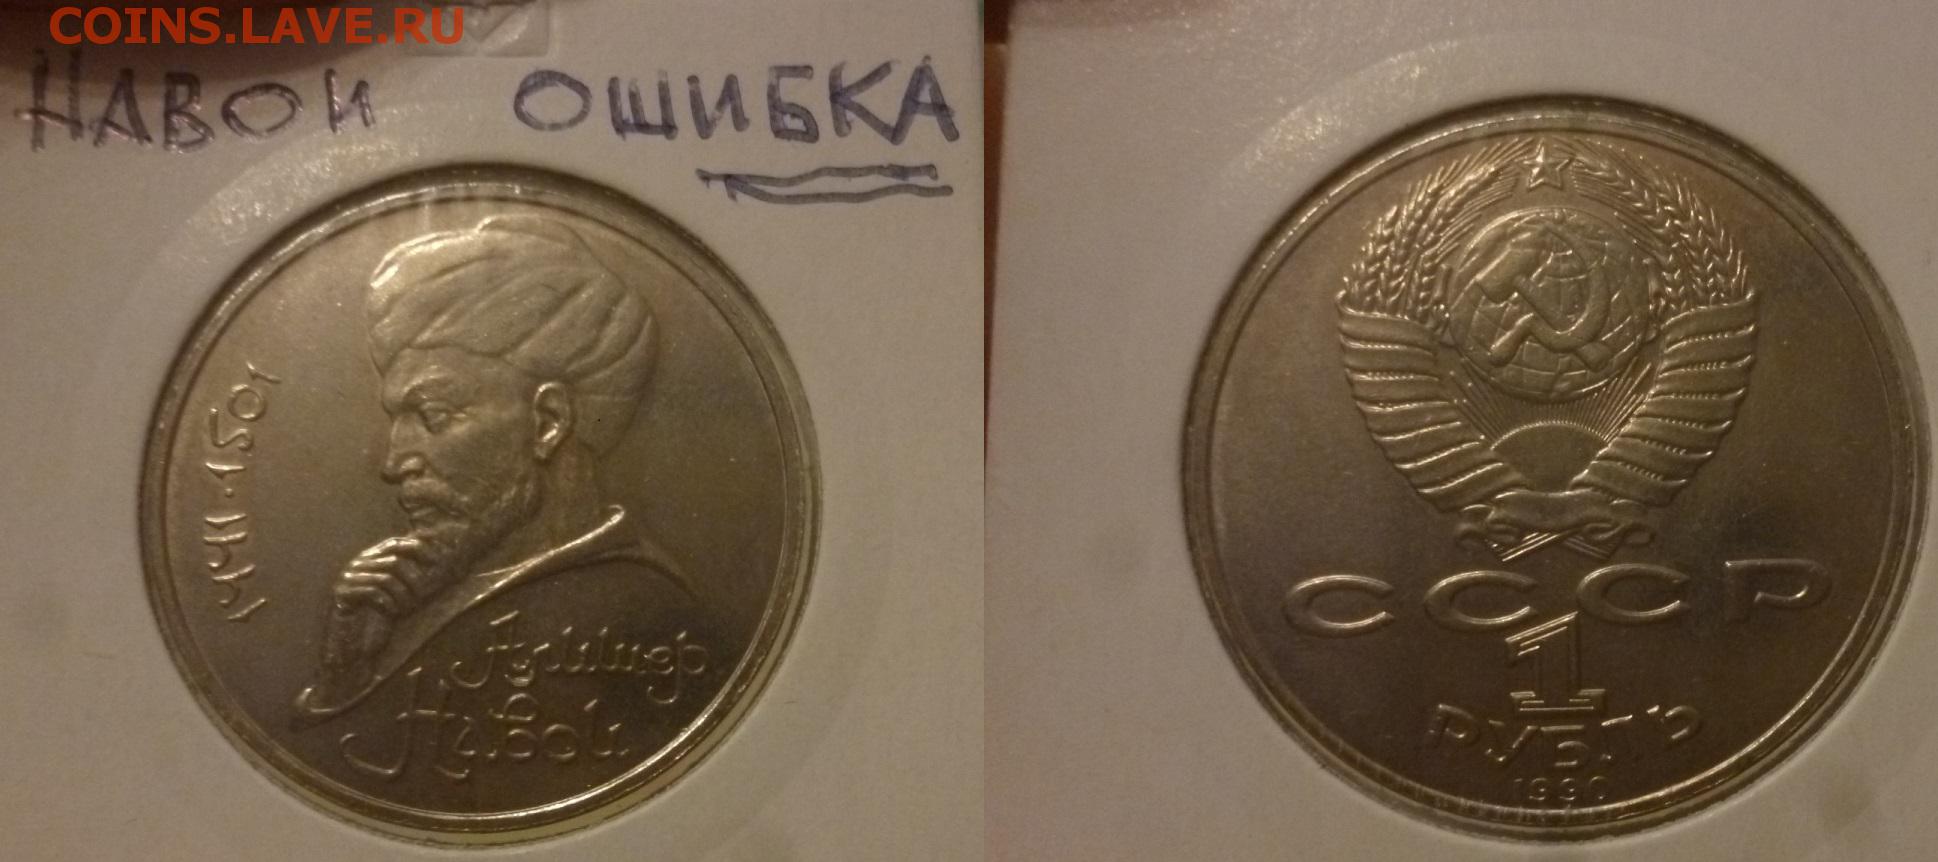 COINS.LAVE.RU
НАВОИ ОШИБКА
1441·1501
Алишер
Навои
СССР
1
РУБЛЬ
1990